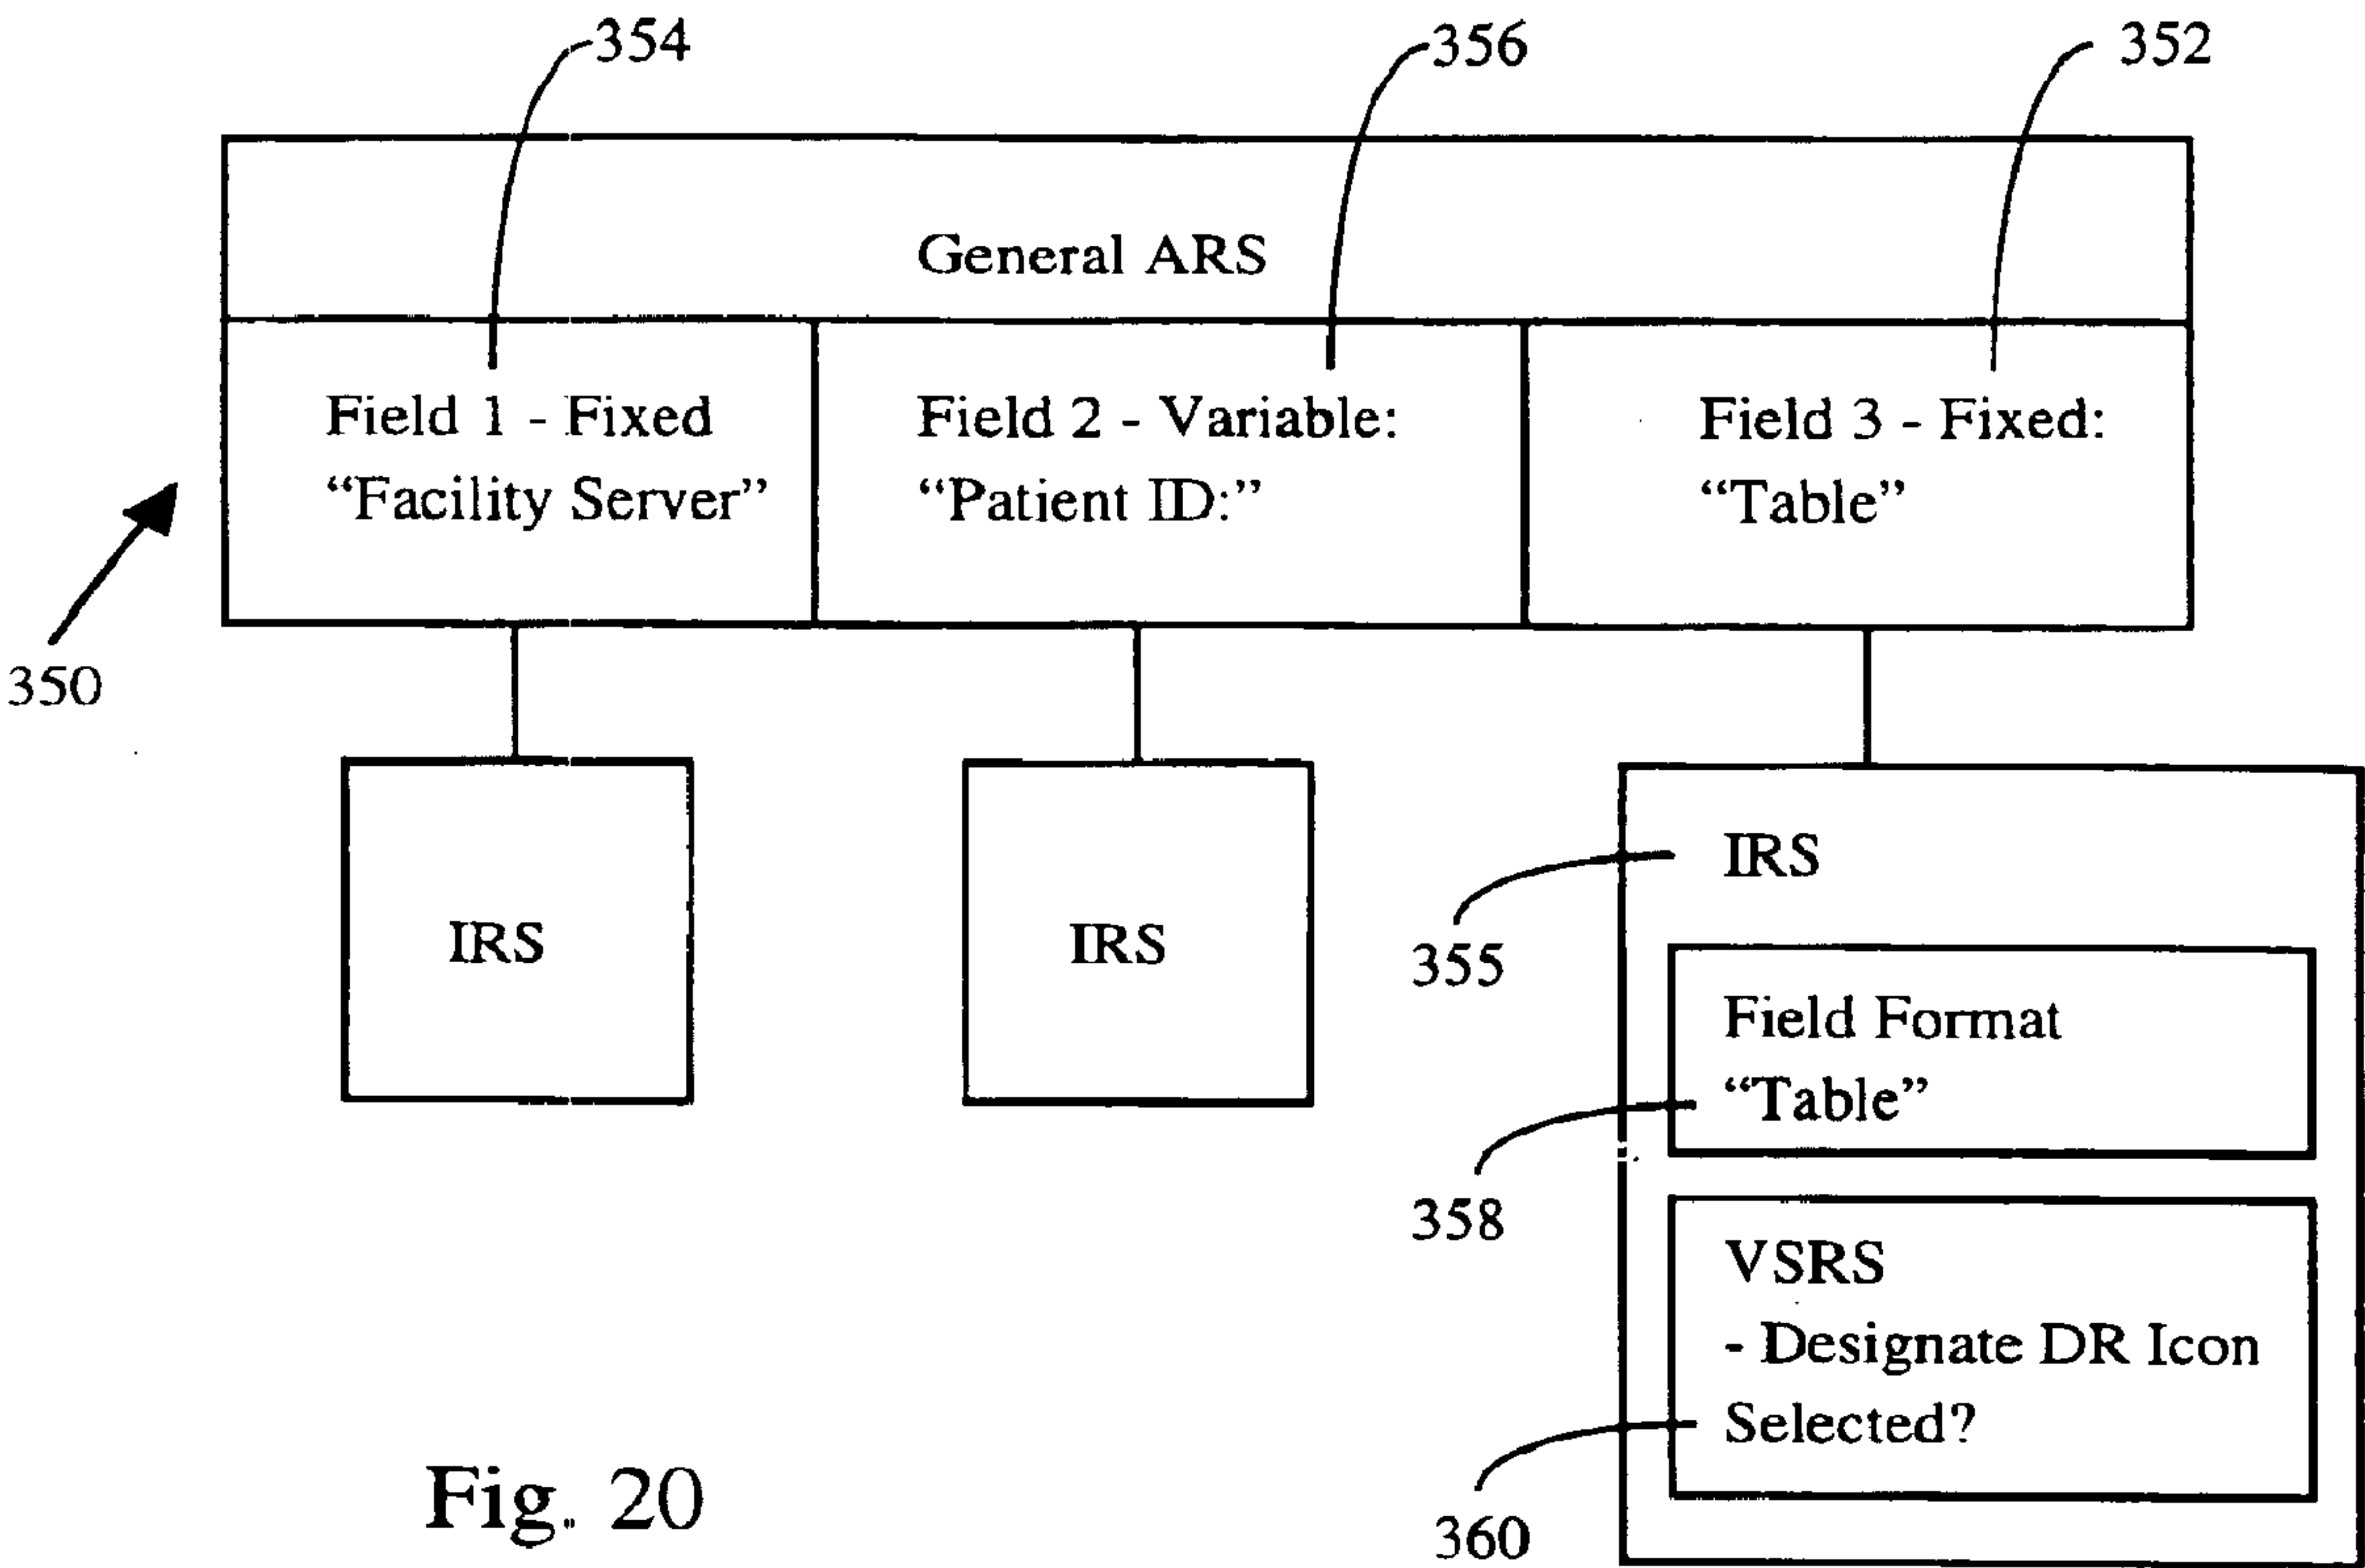 354
356
352
General ARS
Field 1 - Fixed
“Facility Server”
Field 2 - Variable:
“Patient ID:”
Field 3 - Fixed:
“Table”
350
IRS
IRS
IRS
355
Field Format
“Table”
358
VSRS
- Designate DR Icon
Selected?
360
Fig. 20